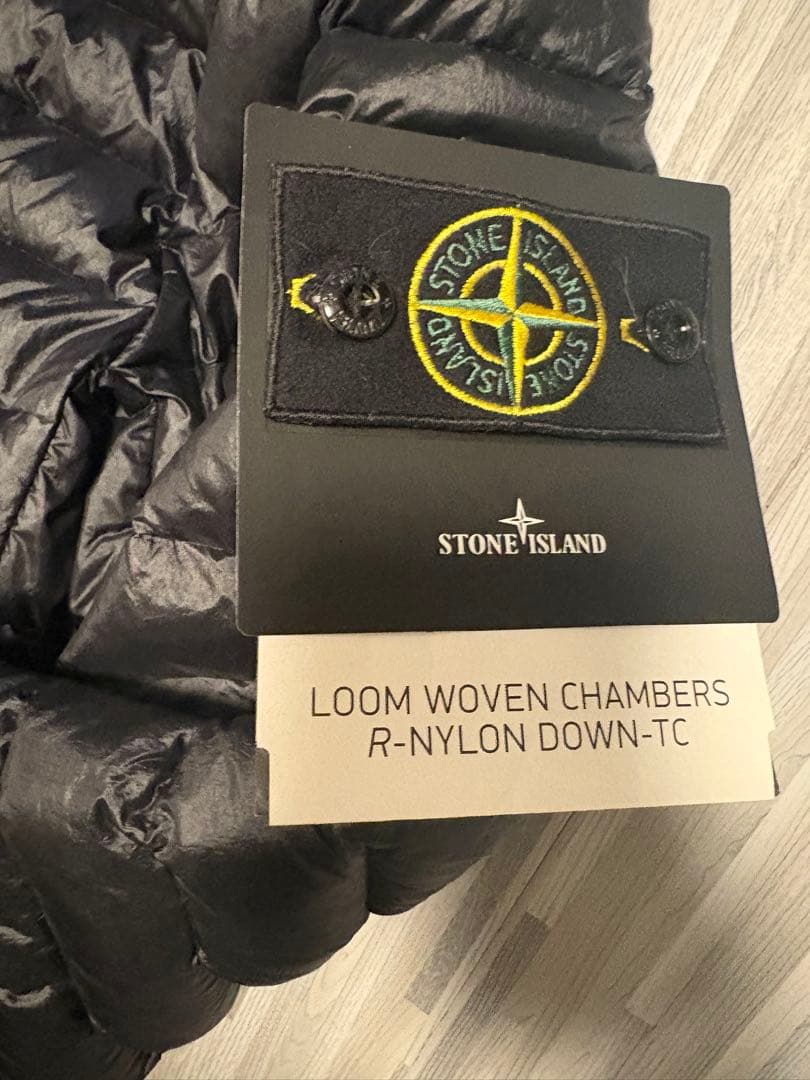 STONE ISLAND
STONE ISLAND
STONE ISLAND
LOOM WOVEN CHAMBERS
R-NYLON DOWN-TC